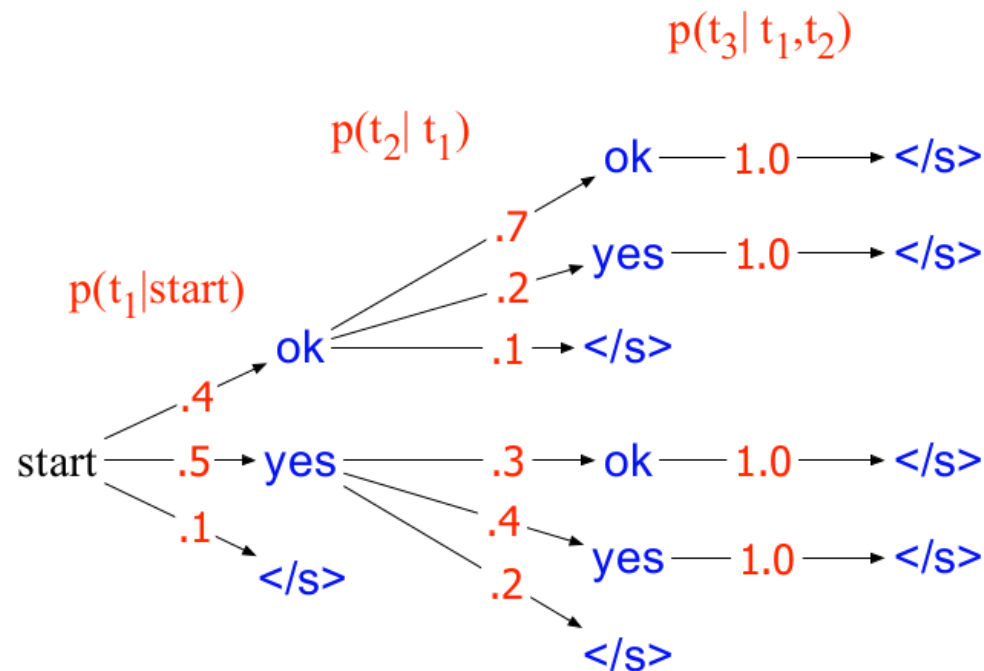 p(t3| t1,t2)
p(t2| t1)
ok 1.0 </s>
.7
yes 1.0 </s>
.2
p(t1|start)
ok .1 </s>
.4
start .5 yes .3 ok 1.0 </s>
.1
.4
yes 1.0 </s>
</s>
.2
</s>